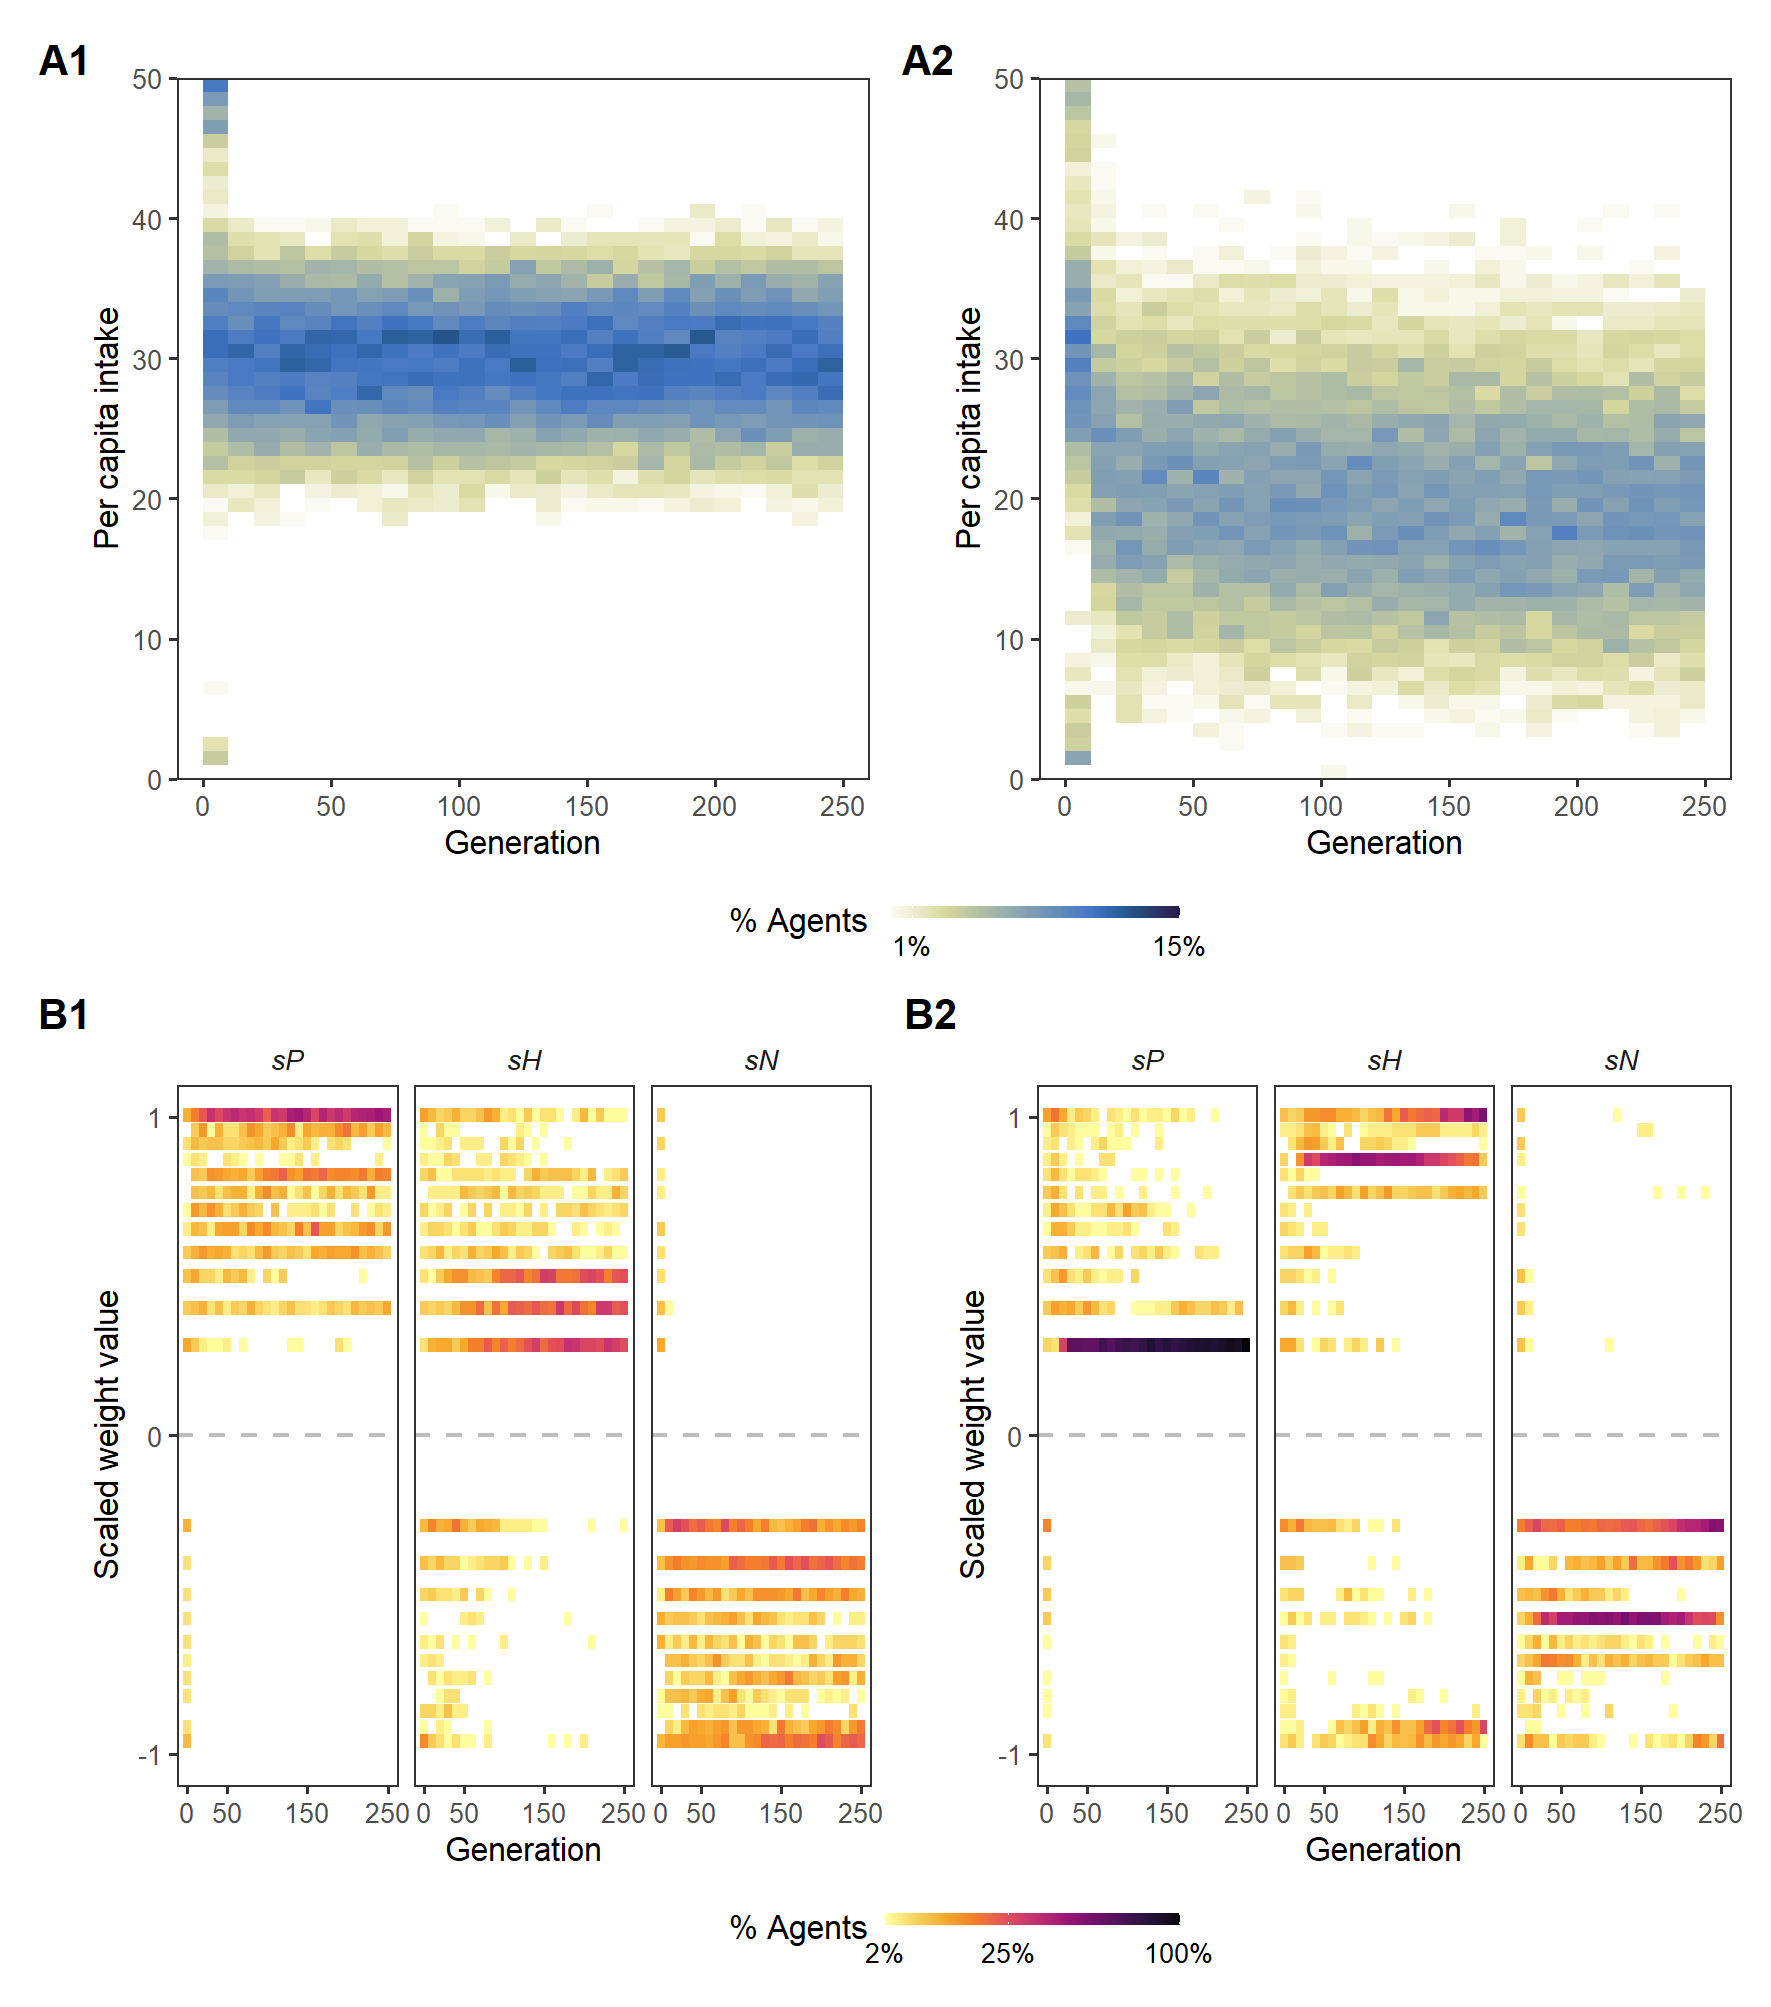 A1
A2
50
40
30
20
10
0
Per capita intake
0 50 100 150 200 250
Generation
50
40
30
20
10
0
Per capita intake
0 50 100 150 200 250
Generation
% Agents
1% 15%
B1
B2
sP sH sN
1
0
-1
Scaled weight value
0 50 150 250 0 50 150 250 0 50 150 250
Generation
sP sH sN
1
0
-1
Scaled weight value
0 50 150 250 0 50 150 250 0 50 150 250
Generation
% Agents
2% 25% 100%